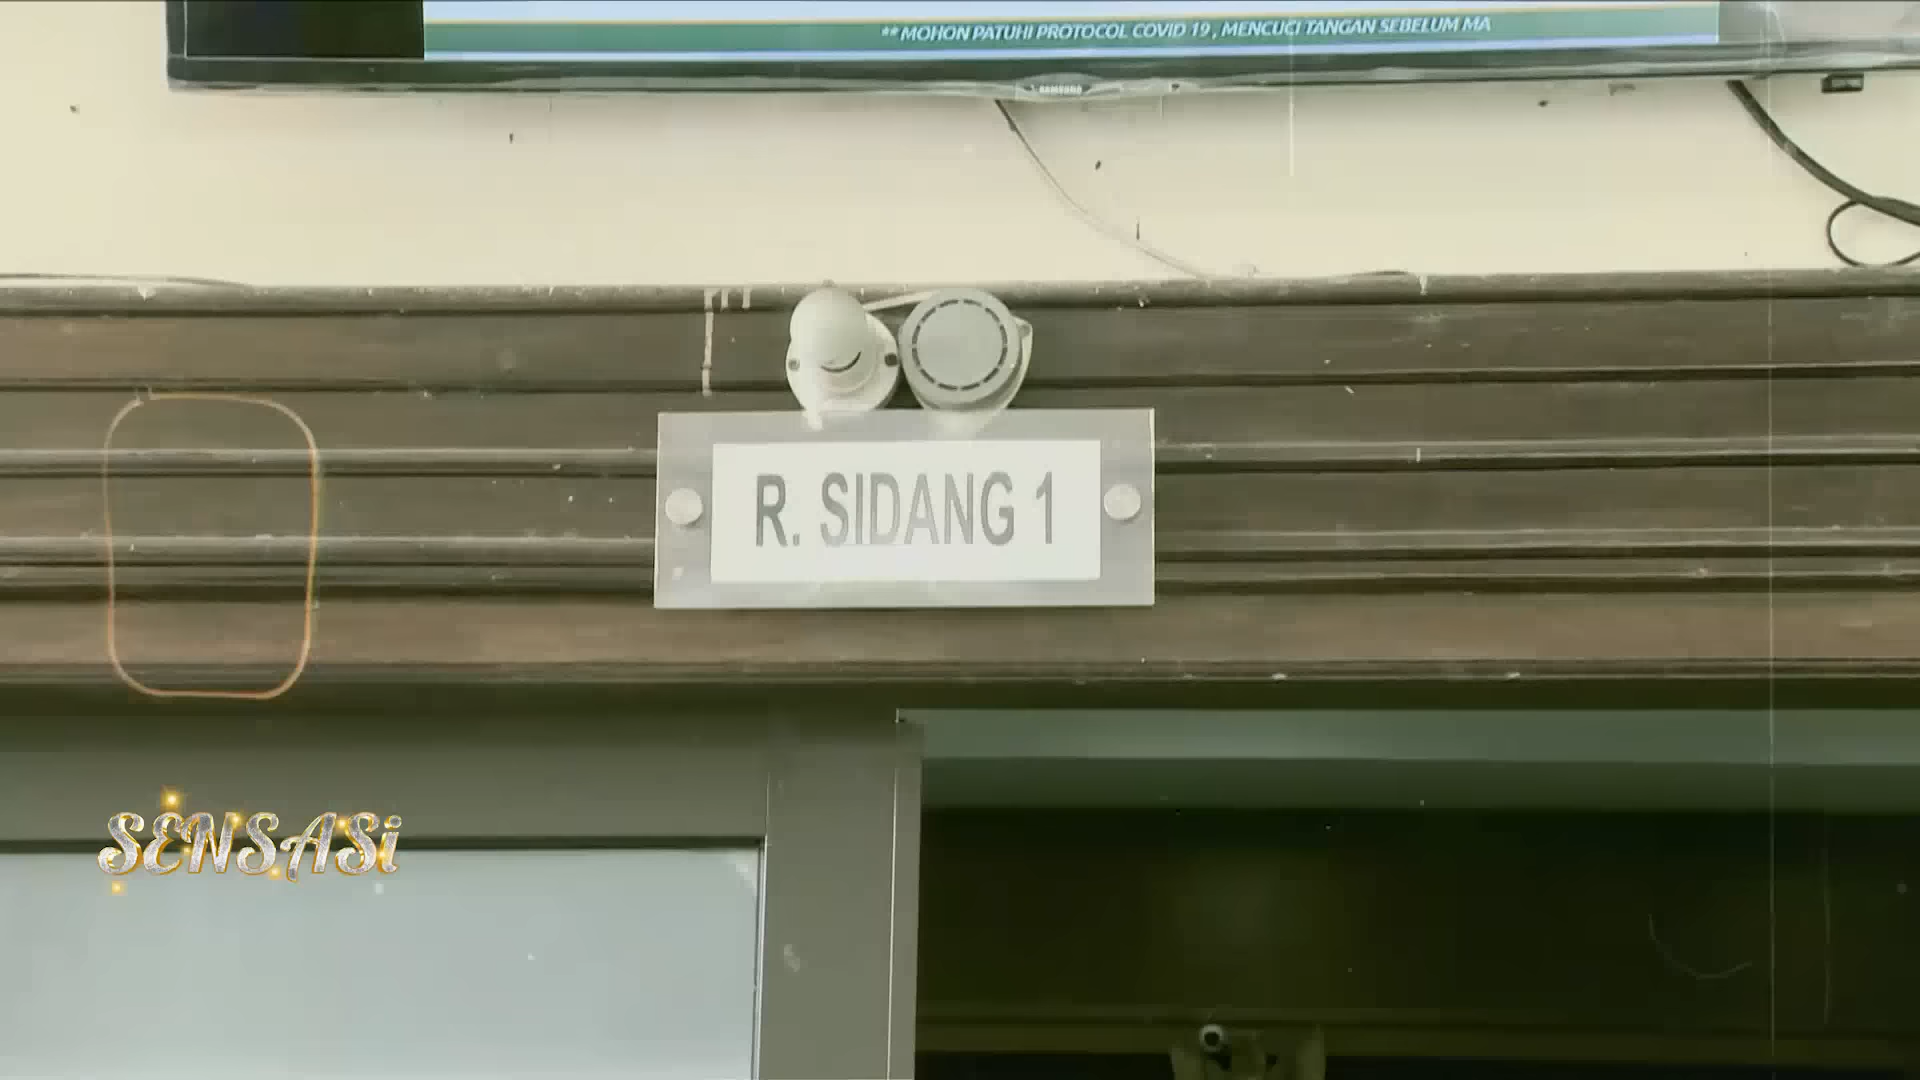 ** MOHON PATUHI PROTOCOL COVID 19 , MENCUCI TANGAN SEBELUM MA
SAMSUNG
R. SIDANG 1
SENSASi